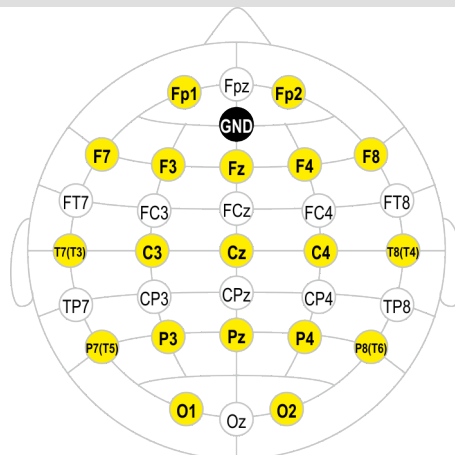 Fp1 Fpz Fp2
GND
F7 F3 Fz F4 F8
FT7 FC3 FCz FC4 FT8
T7(T3) C3 Cz C4 T8(T4)
TP7 CP3 CPz CP4 TP8
P7(T5) P3 Pz P4 P8(T6)
O1 Oz O2